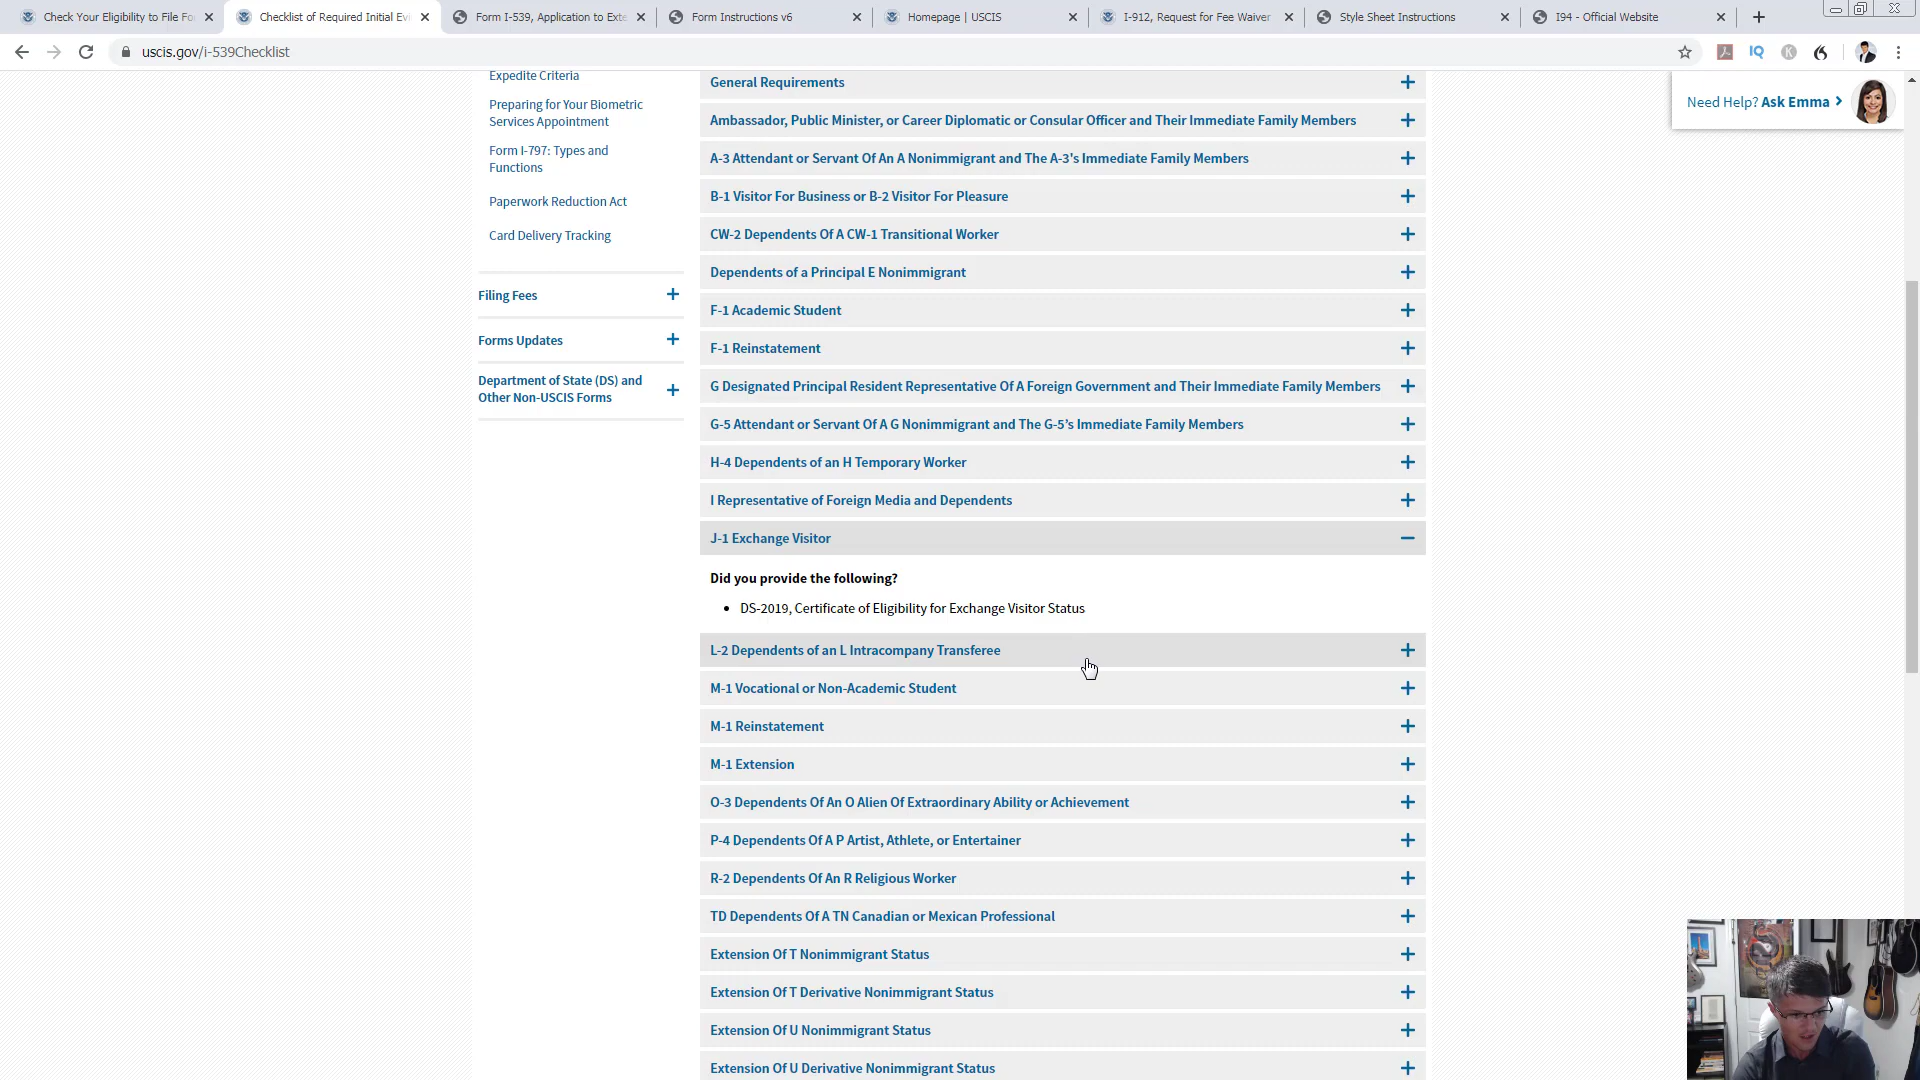 Check Your Eligibility to File Fo
Checklist of Required Initial Evi
Form I-539, Application to Exte
Form Instructions v6
Homepage | USCIS
I-912, Request for Fee Waiver
Style Sheet Instructions
I94 - Official Website
uscis.gov/i-539Checklist
Need Help? Ask Emma
Expedite Criteria
Preparing for Your Biometric
Services Appointment
Form I-797: Types and
Functions
Paperwork Reduction Act
Card Delivery Tracking
Filing Fees
Forms Updates
Department of State (DS) and
Other Non-USCIS Forms
General Requirements
Ambassador, Public Minister, or Career Diplomatic or Consular Officer and Their Immediate Family Members
A-3 Attendant or Servant Of An A Nonimmigrant and The A-3's Immediate Family Members
B-1 Visitor For Business or B-2 Visitor For Pleasure
CW-2 Dependents Of A CW-1 Transitional Worker
Dependents of a Principal E Nonimmigrant
F-1 Academic Student
F-1 Reinstatement
G Designated Principal Resident Representative Of A Foreign Government and Their Immediate Family Members
G-5 Attendant or Servant Of A G Nonimmigrant and The G-5’s Immediate Family Members
H-4 Dependents of an H Temporary Worker
I Representative of Foreign Media and Dependents
J-1 Exchange Visitor
Did you provide the following?
• DS-2019, Certificate of Eligibility for Exchange Visitor Status
L-2 Dependents of an L Intracompany Transferee
M-1 Vocational or Non-Academic Student
M-1 Reinstatement
M-1 Extension
O-3 Dependents Of An O Alien Of Extraordinary Ability or Achievement
P-4 Dependents Of A P Artist, Athlete, or Entertainer
R-2 Dependents Of An R Religious Worker
TD Dependents Of A TN Canadian or Mexican Professional
Extension Of T Nonimmigrant Status
Extension Of T Derivative Nonimmigrant Status
Extension Of U Nonimmigrant Status
Extension Of U Derivative Nonimmigrant Status